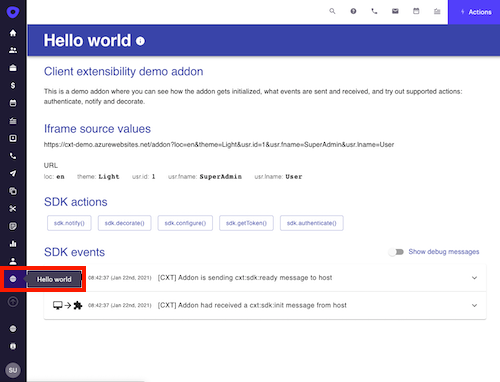 Actions
Hello world
Client extensibility demo addon
This is a demo addon where you can see how the addon gets initialized, what events are sent and received, and try out supported actions:
authenticate, notify and decorate.
Iframe source values
https://cxt-demo.azurewebsites.net/addon?loc=en&theme=Light&usr.id=1&usr.fname=SuperAdmin&usr.lname=User
URL
loc: en theme: Light usr.id: 1 usr.fname: SuperAdmin usr.lname: User
SDK actions
sdk.notify() sdk.decorate() sdk.configure() sdk.getToken() sdk.authenticate()
SDK events
Show debug messages
Hello world
08:42:37 (Jan 22nd, 2021) [CXT] Addon is sending cxt:sdk:ready message to host
08:42:37 (Jan 22nd, 2021) [CXT] Addon had received a cxt:sdk:init message from host
SU